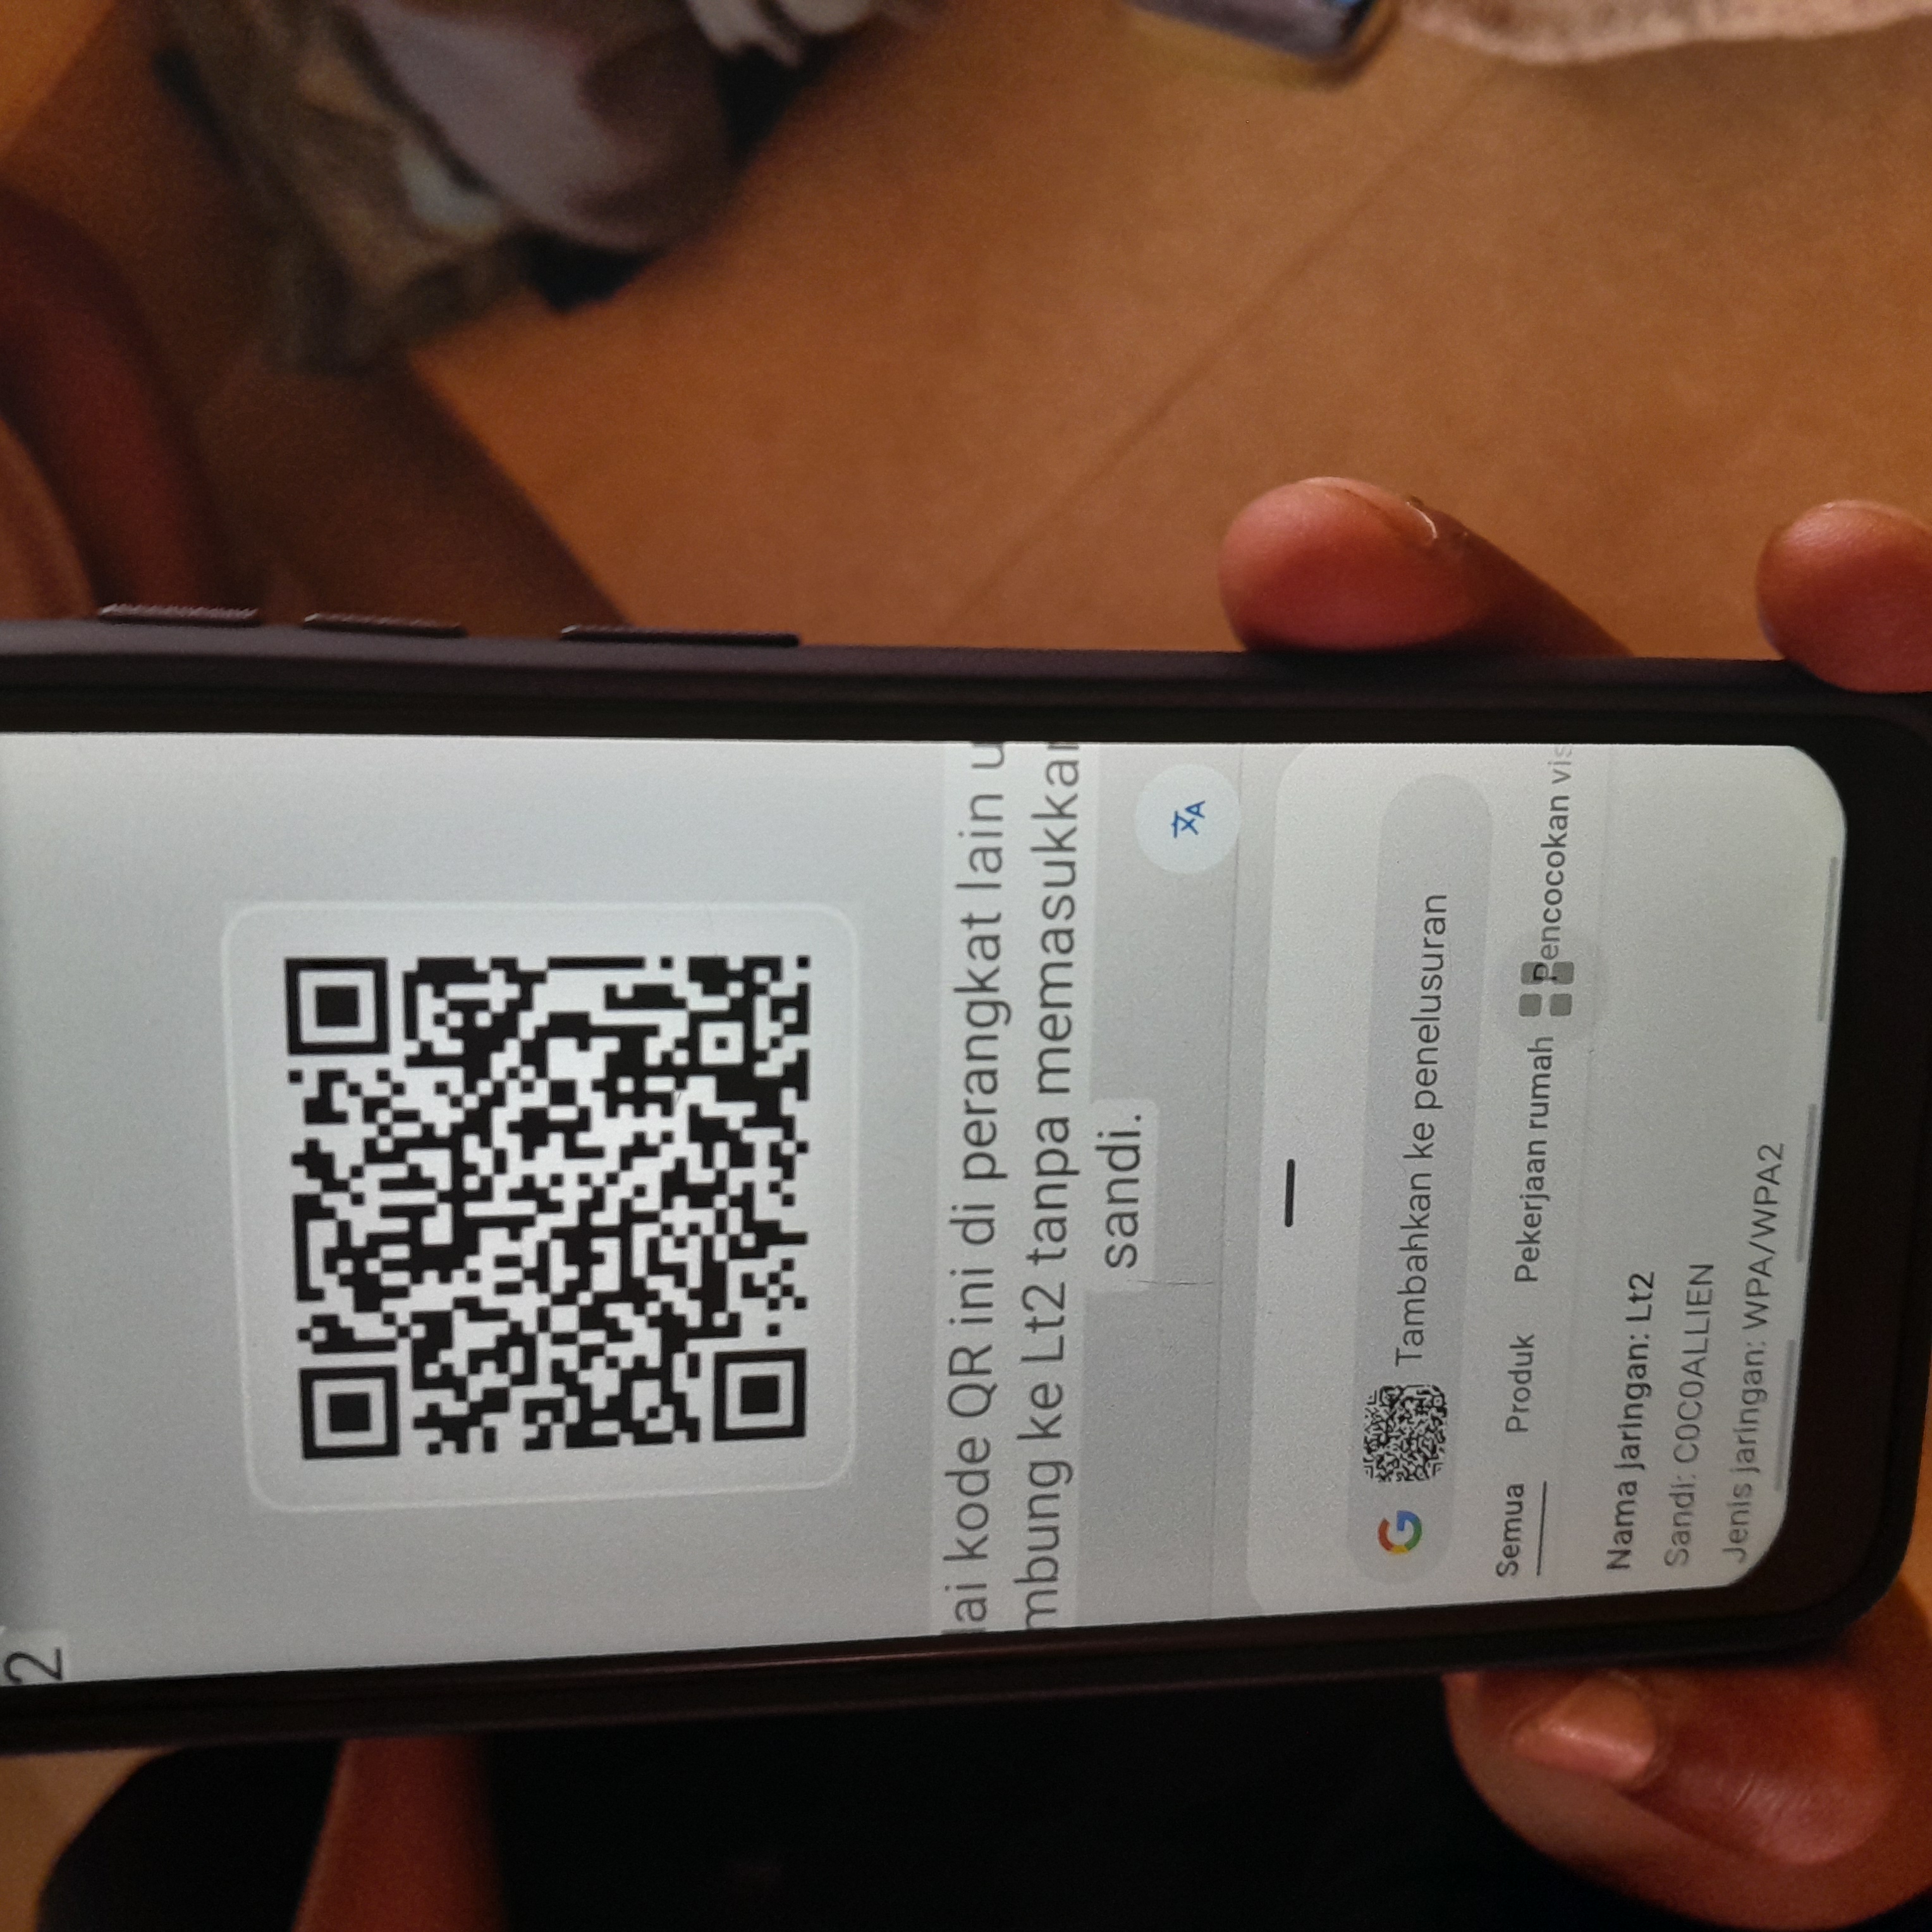 2
ai kode QR ini di perangkat lain u
mbung ke Lt2 tanpa memasukkan
sandi.
G
Tambahkan ke penelusuran
Semua Produk Pekerjaan rumah Pencocokan vis
Nama jaringan: Lt2
Sandi: C0C0ALLIEN
Jenis jaringan: WPA/WPA2